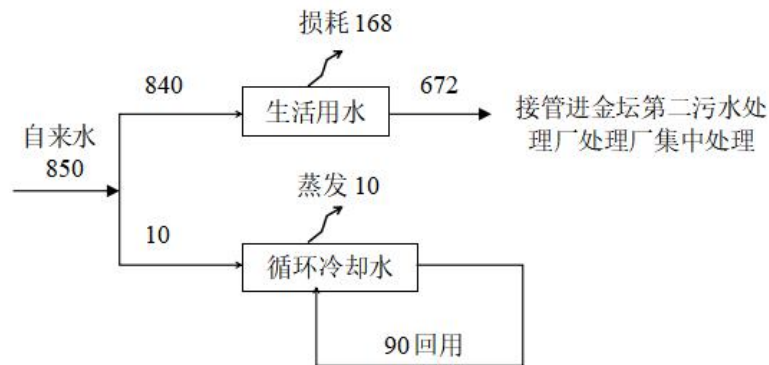 损耗 168
840
生活用水
672
接管进金坛第二污水处
理厂处理厂集中处理
自来水
850
蒸发 10
10
循环冷却水
90 回用